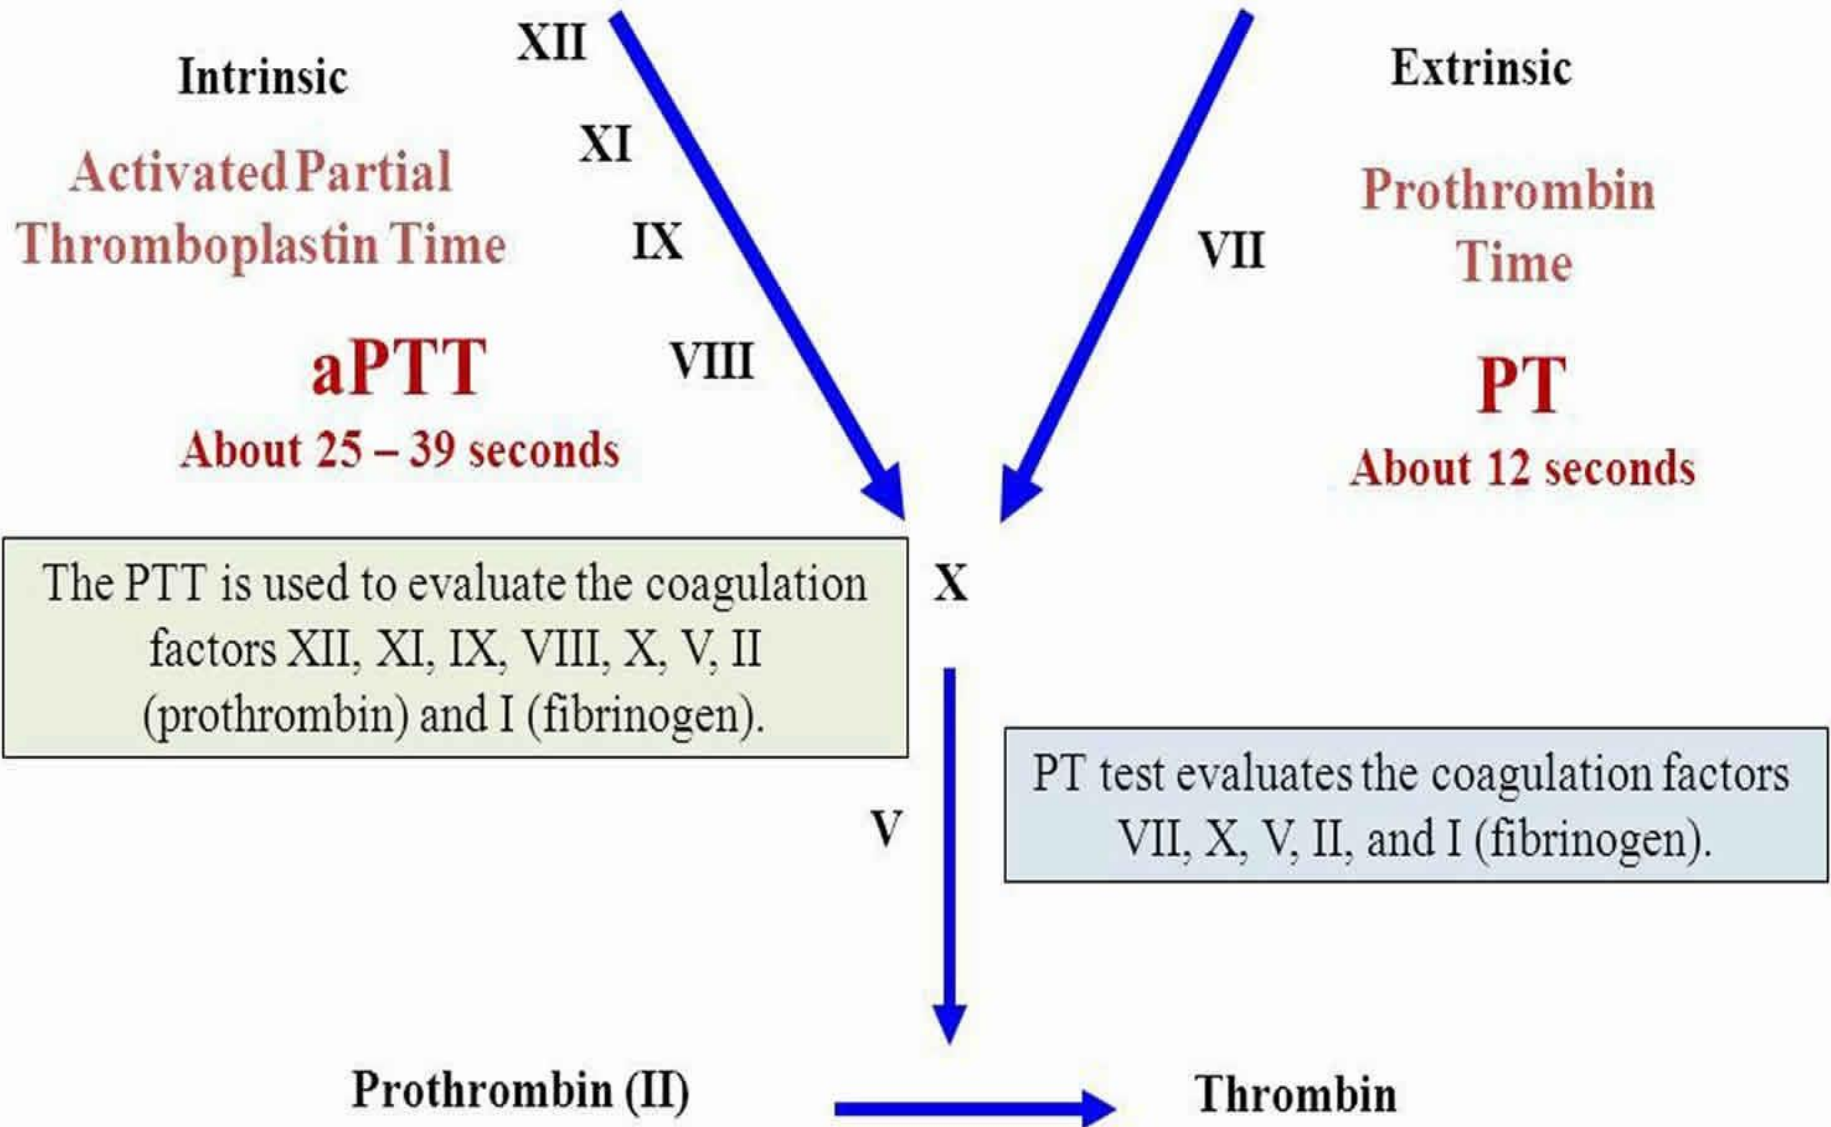 Intrinsic
Activated Partial
Thromboplastin Time
aPTT
About 25 – 39 seconds
XII
XI
IX
VIII
Extrinsic
Prothrombin
Time
PT
About 12 seconds
VII
The PTT is used to evaluate the coagulation
factors XII, XI, IX, VIII, X, V, II
(prothrombin) and I (fibrinogen).
X
PT test evaluates the coagulation factors
VII, X, V, II, and I (fibrinogen).
V
Prothrombin (II)
Thrombin